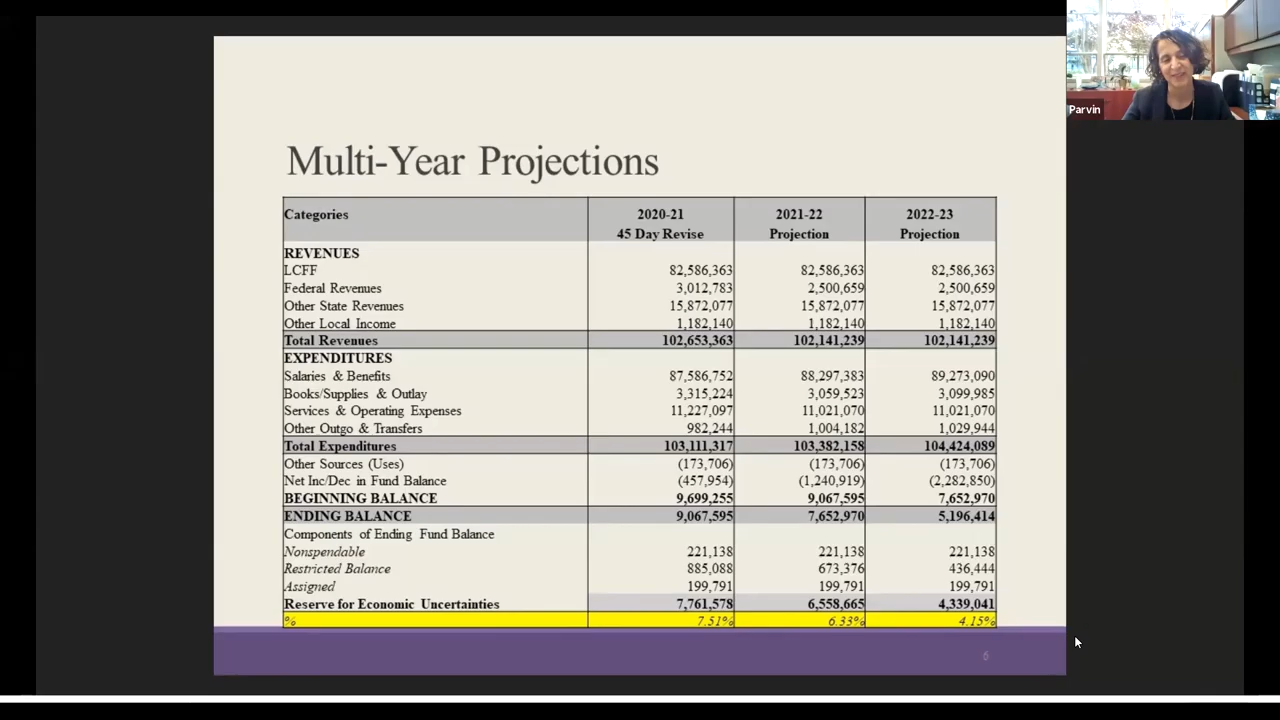 Parvin
Multi-Year Projections
Categories 2020-21 2021-22 2022-23
45 Day Revise Projection Projection
REVENUES
LCFF 82,586,363 82,586,363 82,586,363
Federal Revenues 3,012,783 2,500,659 2,500,659
Other State Revenues 15,872,077 15,872,077 15,872,077
Other Local Income 1,182,140 1,182,140 1,182,140
Total Revenues 102,653,363 102,141,239 102,141,239
EXPENDITURES
Salaries & Benefits 87,586,752 88,297,383 89,273,090
Books/Supplies & Outlay 3,315,224 3,059,523 3,099,985
Services & Operating Expenses 11,227,097 11,021,070 11,021,070
Other Outgo & Transfers 982,244 1,004,182 1,029,944
Total Expenditures 103,111,317 103,382,158 104,424,089
Other Sources (Uses) (173,706) (173,706) (173,706)
Net Inc/Dec in Fund Balance (457,954) (1,240,919) (2,282,850)
BEGINNING BALANCE 9,699,255 9,067,595 7,652,970
ENDING BALANCE 9,067,595 7,652,970 5,196,414
Components of Ending Fund Balance
Nonspendable 221,138 221,138 221,138
Restricted Balance 885,088 673,376 436,444
Assigned 199,791 199,791 199,791
Reserve for Economic Uncertainties 7,761,578 6,558,665 4,339,041
% 7.51% 6.33% 4.15%
6